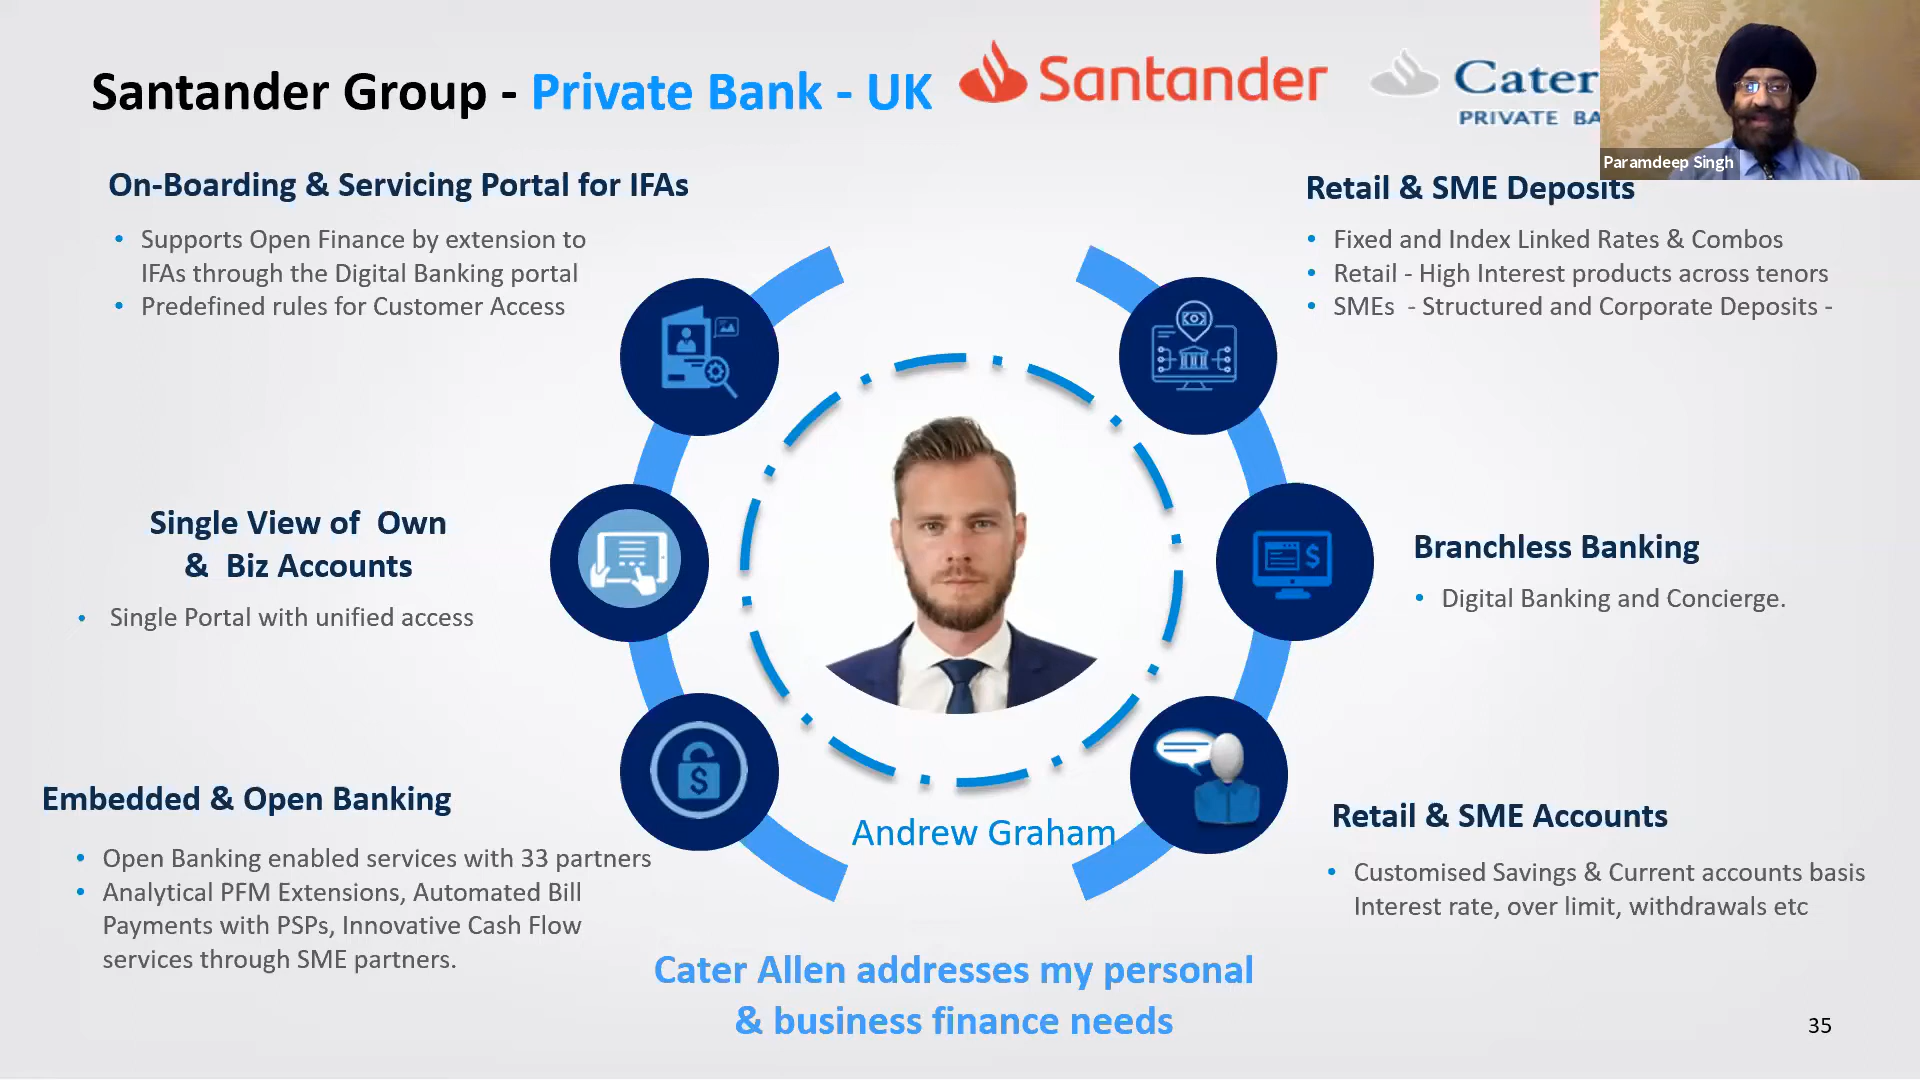 Santander Group - Private Bank - UK
Santander
Cater
PRIVATE BA
Paramdeep Singh
On-Boarding & Servicing Portal for IFAs
• Supports Open Finance by extension to
IFAs through the Digital Banking portal
• Predefined rules for Customer Access
Retail & SME Deposits
• Fixed and Index Linked Rates & Combos
• Retail - High Interest products across tenors
• SMEs - Structured and Corporate Deposits -
Single View of Own
& Biz Accounts
• Single Portal with unified access
Branchless Banking
• Digital Banking and Concierge.
Embedded & Open Banking
• Open Banking enabled services with 33 partners
• Analytical PFM Extensions, Automated Bill
Payments with PSPs, Innovative Cash Flow
services through SME partners.
Andrew Graham
Retail & SME Accounts
• Customised Savings & Current accounts basis
Interest rate, over limit, withdrawals etc
Cater Allen addresses my personal
& business finance needs
35